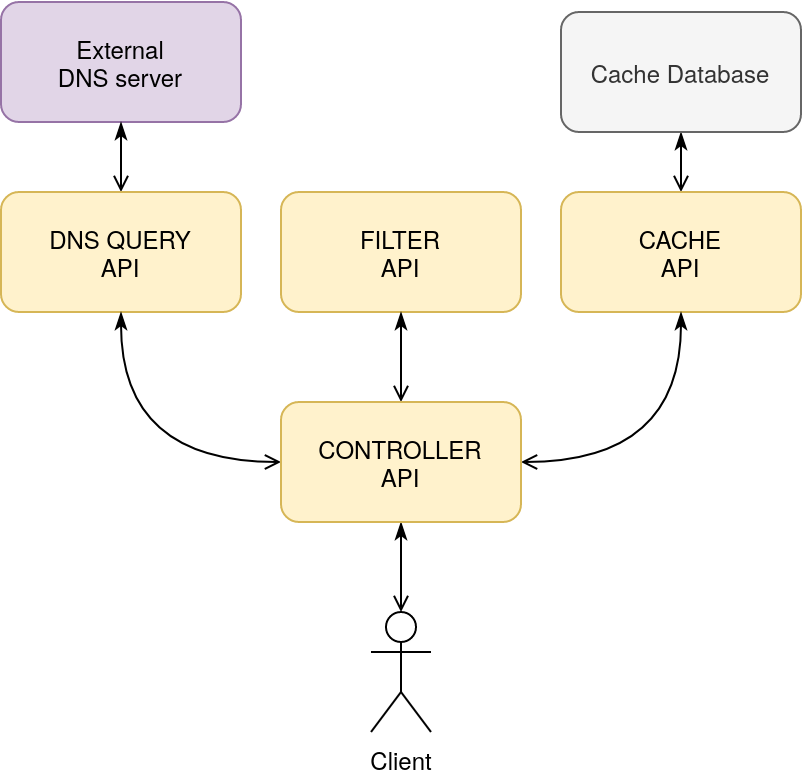 External
DNS server
Cache Database
DNS QUERY
API
FILTER
API
CACHE
API
CONTROLLER
API
Client